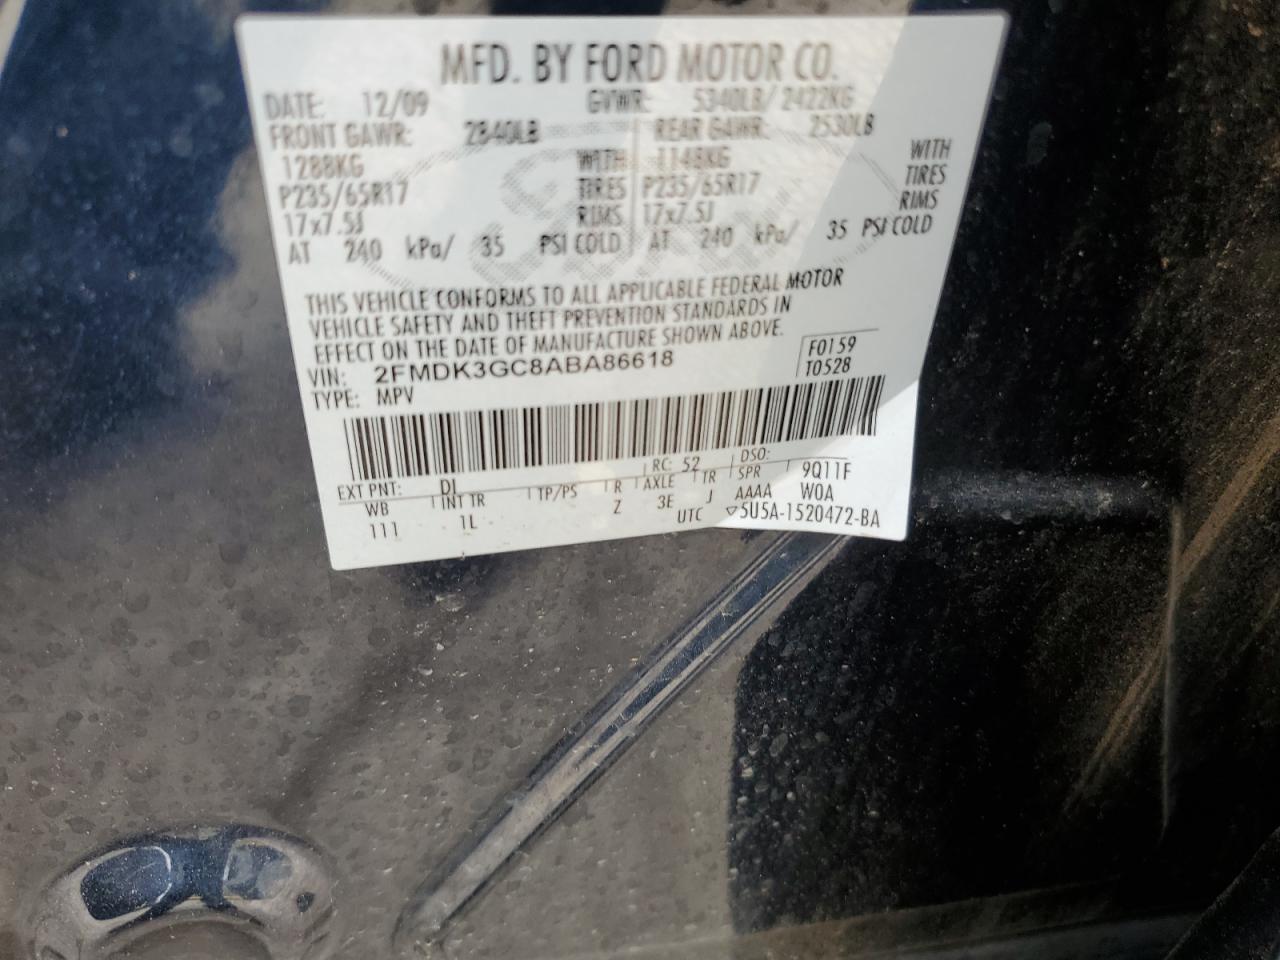 MFD. BY FORD MOTOR CO.
DATE: 12/09 GVWR: 5340LB/ 2422KG
FRONT GAWR: 2840LB REAR GAWR: 2530LB
1288KG WITH 1148KG WITH
P235/65R17 TIRES P235/65R17 TIRES
17x7.5J RIMS 17x7.5J RIMS
AT 240 kPa/ 35 PSI COLD AT 240 kPa/ 35 PSI COLD
THIS VEHICLE CONFORMS TO ALL APPLICABLE FEDERAL MOTOR
VEHICLE SAFETY AND THEFT PREVENTION STANDARDS IN
EFFECT ON THE DATE OF MANUFACTURE SHOWN ABOVE.
VIN: 2FMDK3GC8ABA86618 F0159
TYPE: MPV T0528
EXT PNT: DL RC: 52 DSO:
WB INT TR TP/PS R AXLE TR SPR 9Q11F
111 1L Z 3E J AAAA W0A
UTC ▽5U5A-1520472-BA